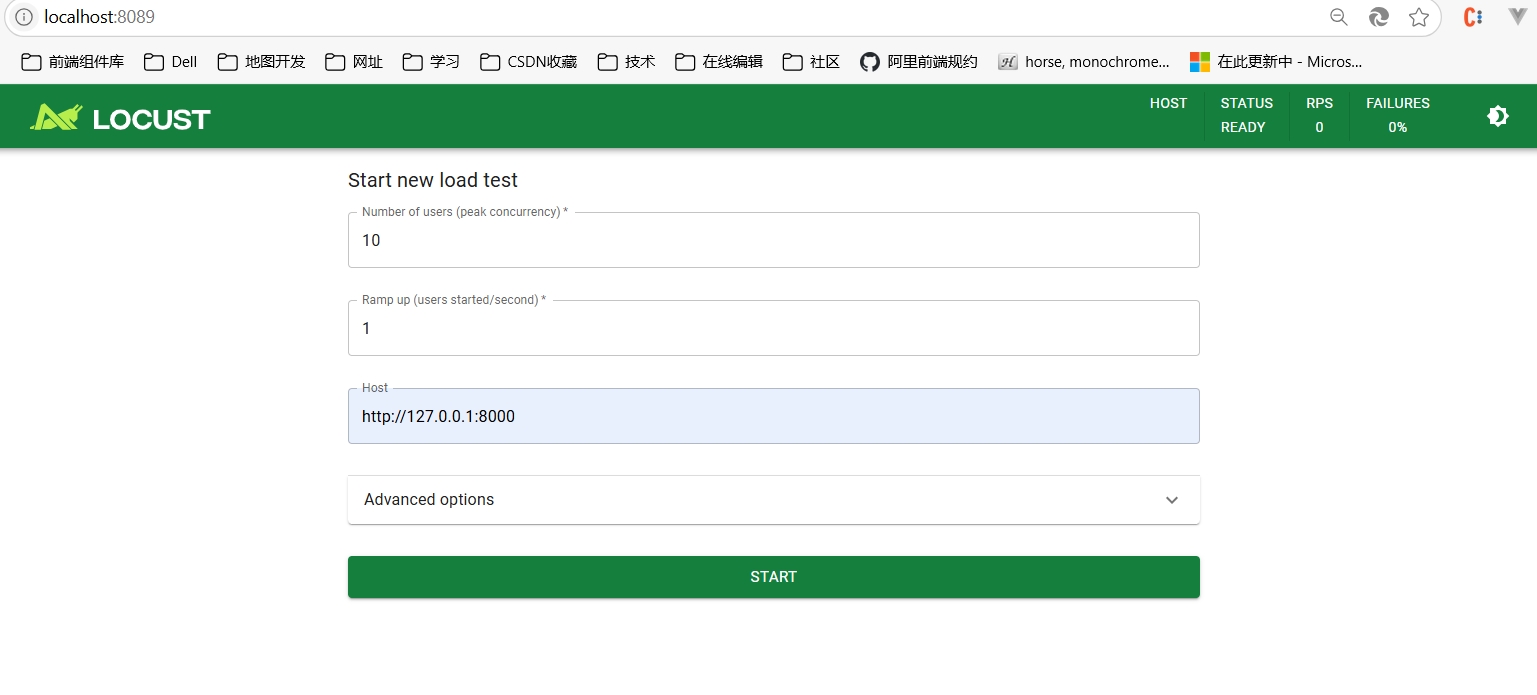 localhost:8089
前端组件库 Dell 地图开发 网址 学习 CSDN收藏 技术 在线编辑 社区 阿里前端规约 horse, monochrome... 在此更新中 - Micros...
LOCUST
HOST STATUS RPS FAILURES
READY 0 0%
Start new load test
Number of users (peak concurrency) *
10
Ramp up (users started/second) *
1
Host
http://127.0.0.1:8000
Advanced options
START